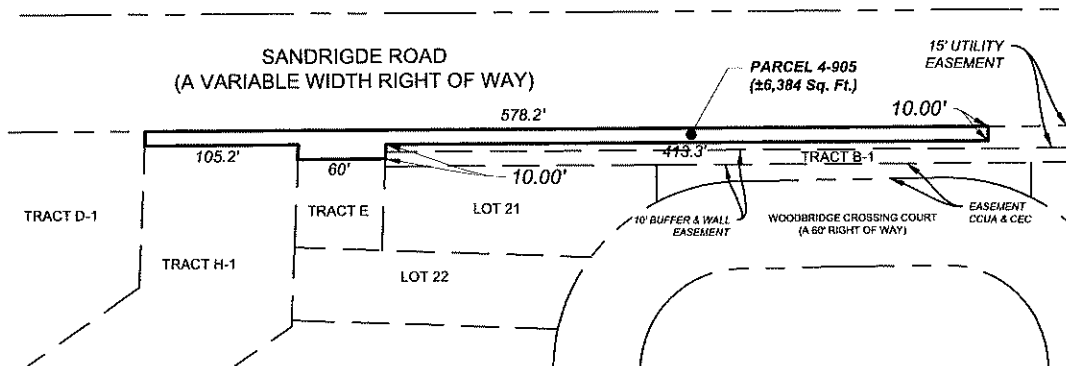 SANDRIGDE ROAD
(A VARIABLE WIDTH RIGHT OF WAY)
15' UTILITY
EASEMENT
PARCEL 4-905
(±6,384 Sq. Ft.)
578.2'
10.00'
105.2'
60'
10.00'
413.3'
TRACT B-1
TRACT D-1
TRACT E
LOT 21
10' BUFFER & WALL
EASEMENT
WOODBRIDGE CROSSING COURT
(A 60' RIGHT OF WAY)
EASEMENT
CCUA & CEC
TRACT H-1
LOT 22